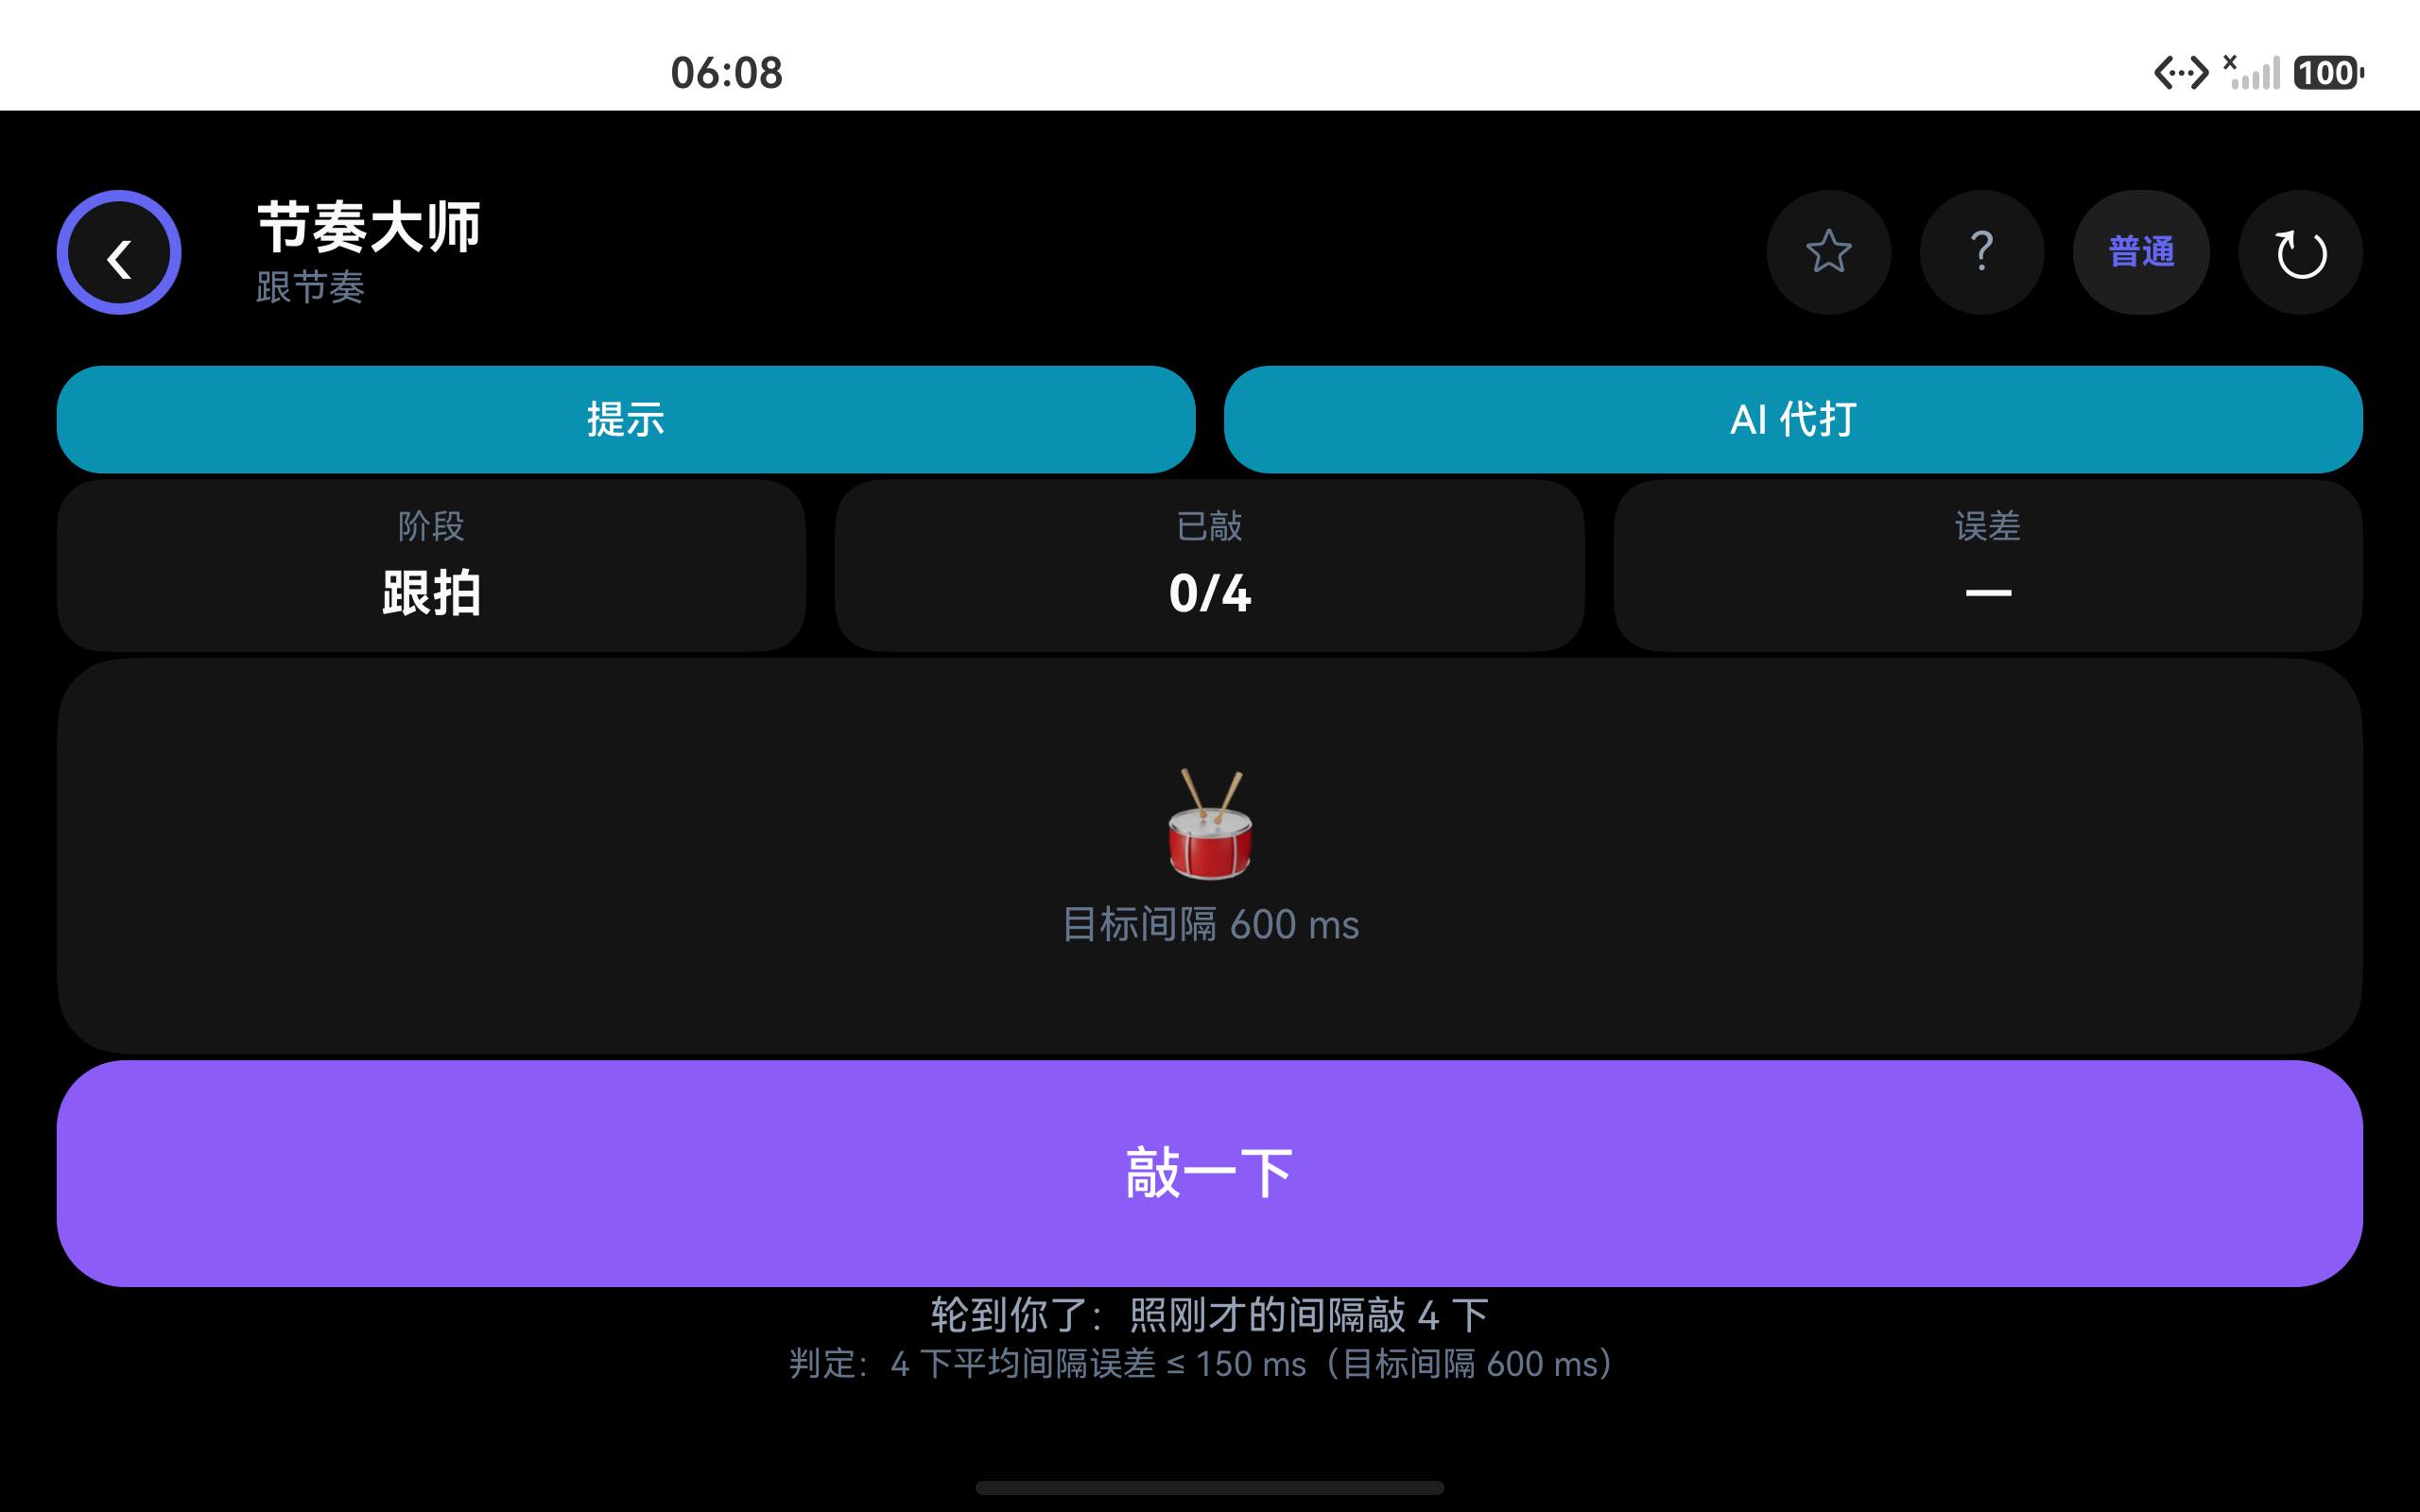 06:08
100
节奏大师
跟节奏
?
普通
提示
AI 代打
阶段
跟拍
已敲
0/4
误差
—
目标间隔 600 ms
敲一下
轮到你了：照刚才的间隔敲 4 下
判定：4 下平均间隔误差 ≤ 150 ms（目标间隔 600 ms）